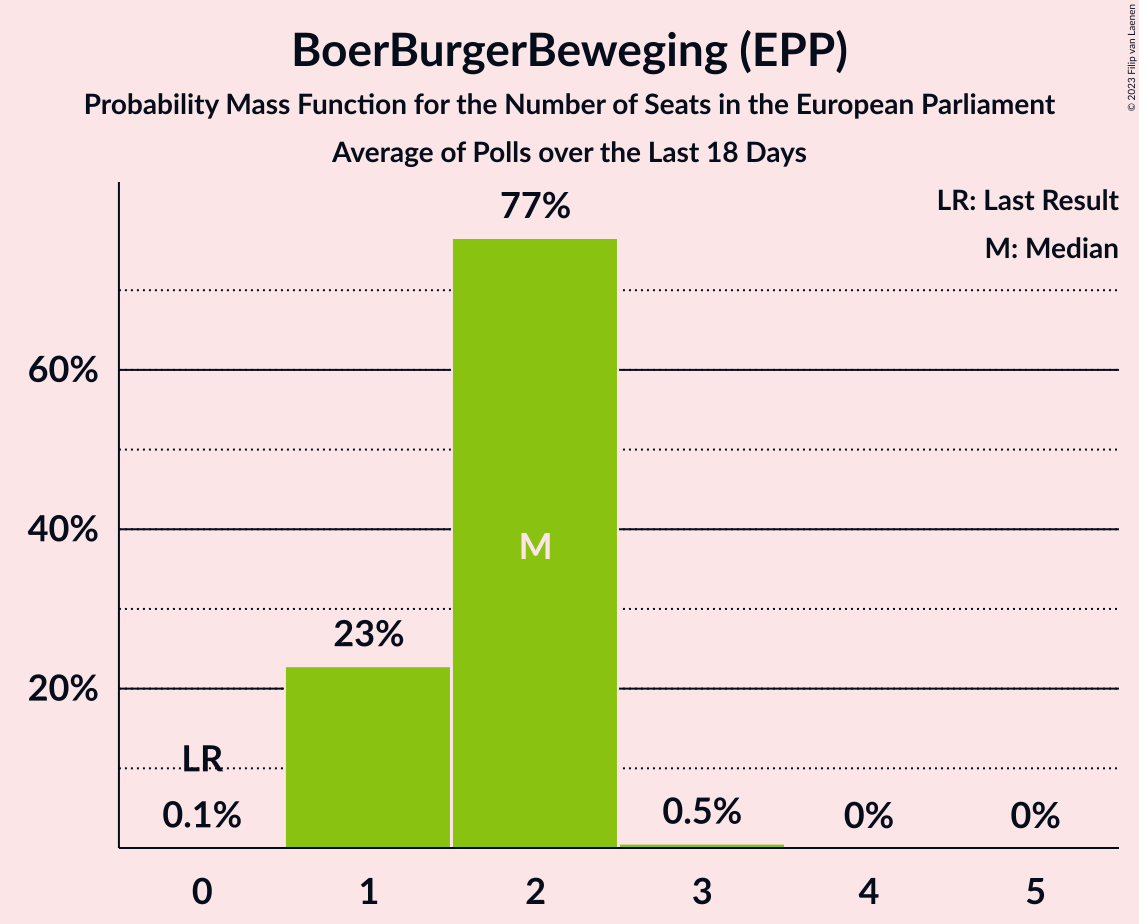 BoerBurgerBeweging (EPP)
Probability Mass Function for the Number of Seats in the European Parliament
Average of Polls over the Last 18 Days
© 2023 Filip van Laenen
LR: Last Result
M: Median
77%
60%
40%
M
23%
20%
LR
0.1%
0.5%
0%
0%
0
1
2
3
4
5